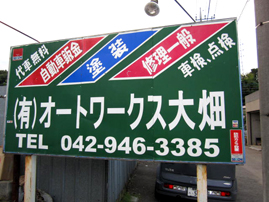 代車無料
自動車鈑金
塗装
修理一般
車検、点検
(有)オートワークス大畑
TEL 042-946-3385